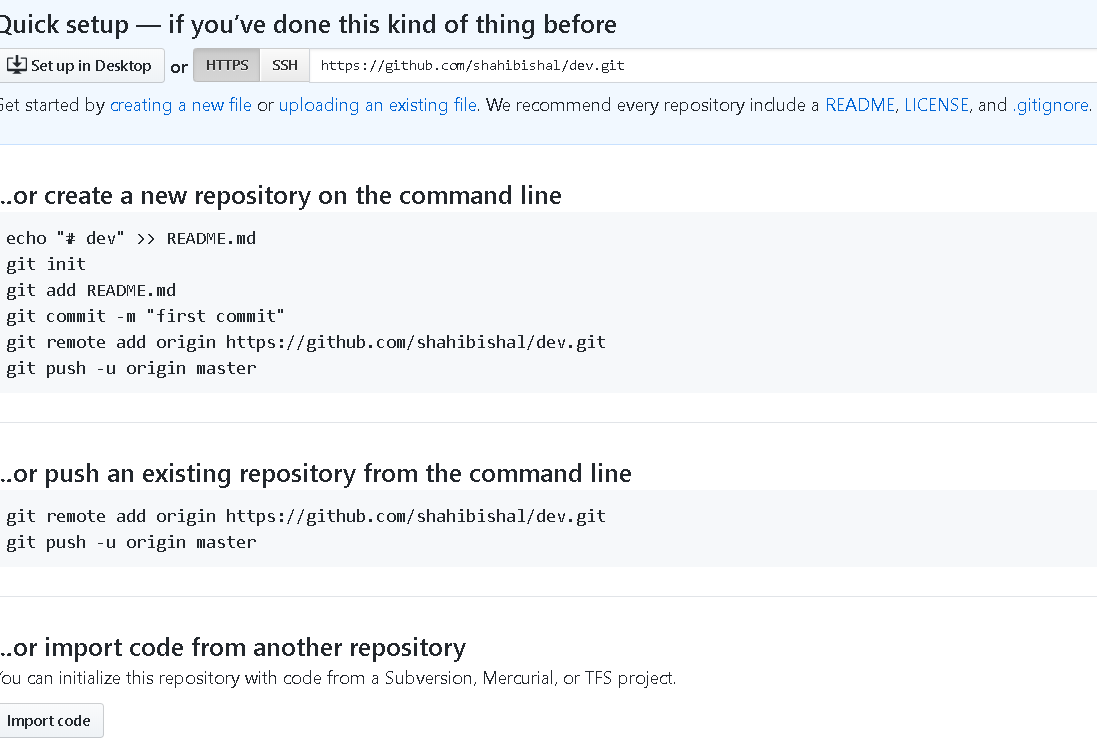 Quick setup — if you've done this kind of thing before
Set up in Desktop or HTTPS SSH https://github.com/shahibishal/dev.git
Get started by creating a new file or uploading an existing file. We recommend every repository include a README, LICENSE, and .gitignore.
..or create a new repository on the command line
echo "# dev" >> README.md
git init
git add README.md
git commit -m "first commit"
git remote add origin https://github.com/shahibishal/dev.git
git push -u origin master
..or push an existing repository from the command line
git remote add origin https://github.com/shahibishal/dev.git
git push -u origin master
..or import code from another repository
You can initialize this repository with code from a Subversion, Mercurial, or TFS project.
Import code